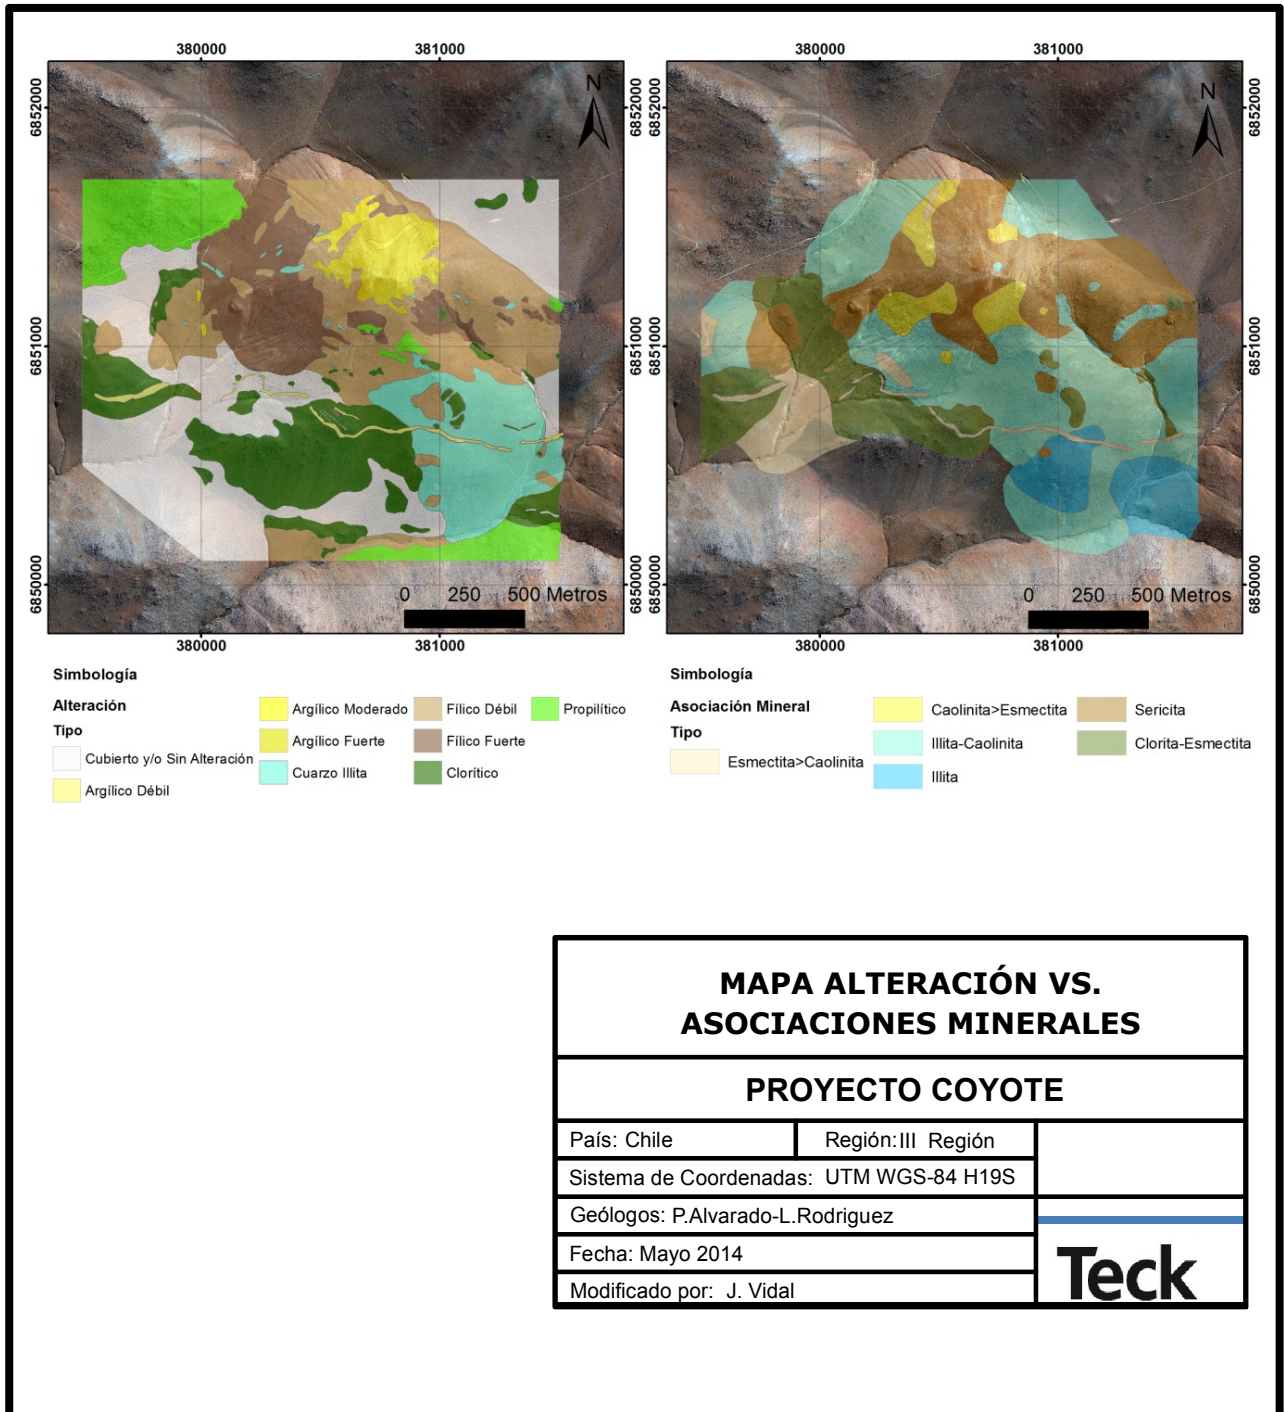 380000 381000
N
6852000
6851000
6850000
6852000
6851000
6850000
0 250 500 Metros
380000 381000
380000 381000
N
6852000
6851000
6850000
6852000
6851000
6850000
0 250 500 Metros
380000 381000
Simbología
Alteración
Tipo
Cubierto y/o Sin Alteración
Argílico Débil
Argílico Moderado
Argílico Fuerte
Cuarzo Illita
Fílico Débil
Fílico Fuerte
Clorítico
Propilítico
Simbología
Asociación Mineral
Tipo
Esmectita>Caolinita
Caolinita>Esmectita
Illita-Caolinita
Illita
Sericita
Clorita-Esmectita
MAPA ALTERACIÓN VS.
ASOCIACIONES MINERALES
PROYECTO COYOTE
País: Chile
Región: III Región
Sistema de Coordenadas: UTM WGS-84 H19S
Geólogos: P.Alvarado-L.Rodriguez
Fecha: Mayo 2014
Modificado por: J. Vidal
Teck